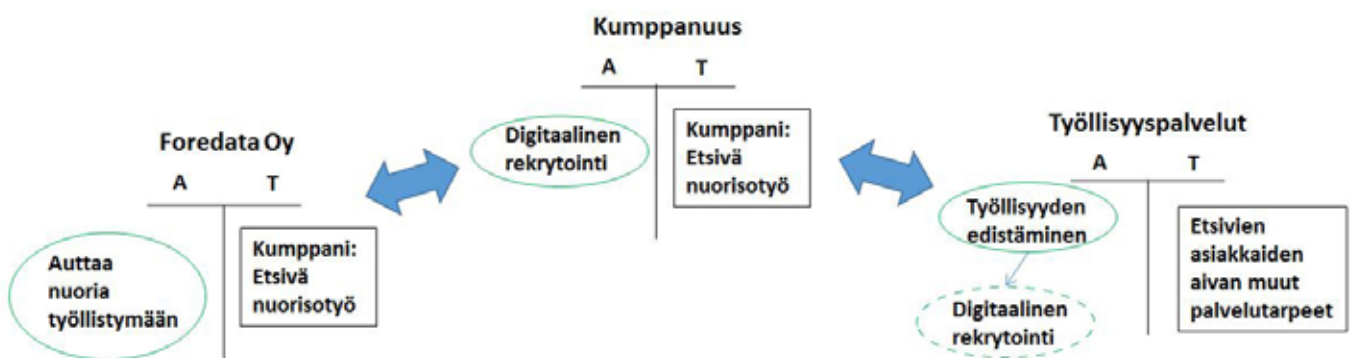 Kumppanuus
A T
Digitaalinen
rekrytointi
Kumppani:
Etsivä
nuorisotyö
Foredata Oy
A T
Auttaa
nuoria
työllistymään
Kumppani:
Etsivä
nuorisotyö
Työllisyyspalvelut
A T
Työllisyyden
edistäminen
Digitaalinen
rekrytointi
Etsivien
asiakkaiden
aivan muut
palvelutarpeet